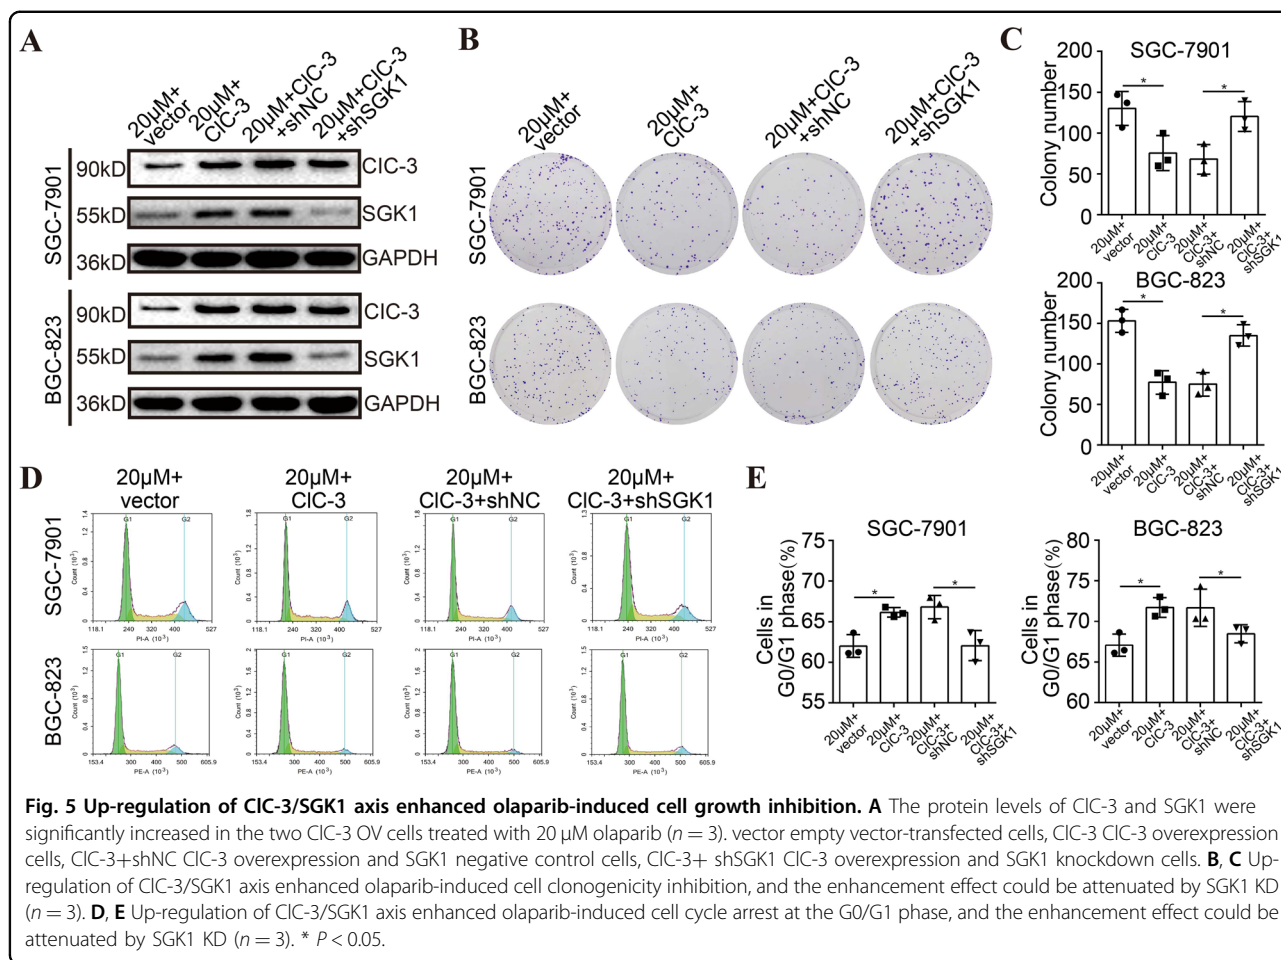 A
20μM+
vector
20μM+
ClC-3
20μM+ClC-3
+shNC
20μM+ClC-3
+shSGK1
SGC-7901
90kD
ClC-3
55kD
SGK1
36kD
GAPDH
BGC-823
90kD
ClC-3
55kD
SGK1
36kD
GAPDH
B
20μM+
vector
20μM+
ClC-3
20μM+ClC-3
+shNC
20μM+ClC-3
+shSGK1
SGC-7901
BGC-823
C
SGC-7901
Colony number
200
150
100
50
0
*
*
20μM+
vector
20μM+
ClC-3
20μM+
ClC-3+
shNC
20μM+
ClC-3+
shSGK1
BGC-823
Colony number
200
150
100
50
0
*
*
20μM+
vector
20μM+
ClC-3
20μM+
ClC-3+
shNC
20μM+
ClC-3+
shSGK1
D
20μM+
vector
20μM+
ClC-3
20μM+
ClC-3+shNC
20μM+
ClC-3+shSGK1
SGC-7901
BGC-823
E
SGC-7901
Cells in
G0/G1 phase(%)
75
70
65
60
55
*
*
20μM+
vector
20μM+
ClC-3
20μM+
ClC-3+
shNC
20μM+
ClC-3+
shSGK1
BGC-823
Cells in
G0/G1 phase(%)
80
75
70
65
60
*
*
20μM+
vector
20μM+
ClC-3
20μM+
ClC-3+
shNC
20μM+
ClC-3+
shSGK1
Fig. 5 Up-regulation of ClC-3/SGK1 axis enhanced olaparib-induced cell growth inhibition. A The protein levels of ClC-3 and SGK1 were
significantly increased in the two ClC-3 OV cells treated with 20 μM olaparib (n = 3). vector empty vector-transfected cells, ClC-3 ClC-3 overexpression
cells, ClC-3+shNC ClC-3 overexpression and SGK1 negative control cells, ClC-3+ shSGK1 ClC-3 overexpression and SGK1 knockdown cells. B, C Up-
regulation of ClC-3/SGK1 axis enhanced olaparib-induced cell clonogenicity inhibition, and the enhancement effect could be attenuated by SGK1 KD
(n = 3). D, E Up-regulation of ClC-3/SGK1 axis enhanced olaparib-induced cell cycle arrest at the G0/G1 phase, and the enhancement effect could be
attenuated by SGK1 KD (n = 3). * P < 0.05.